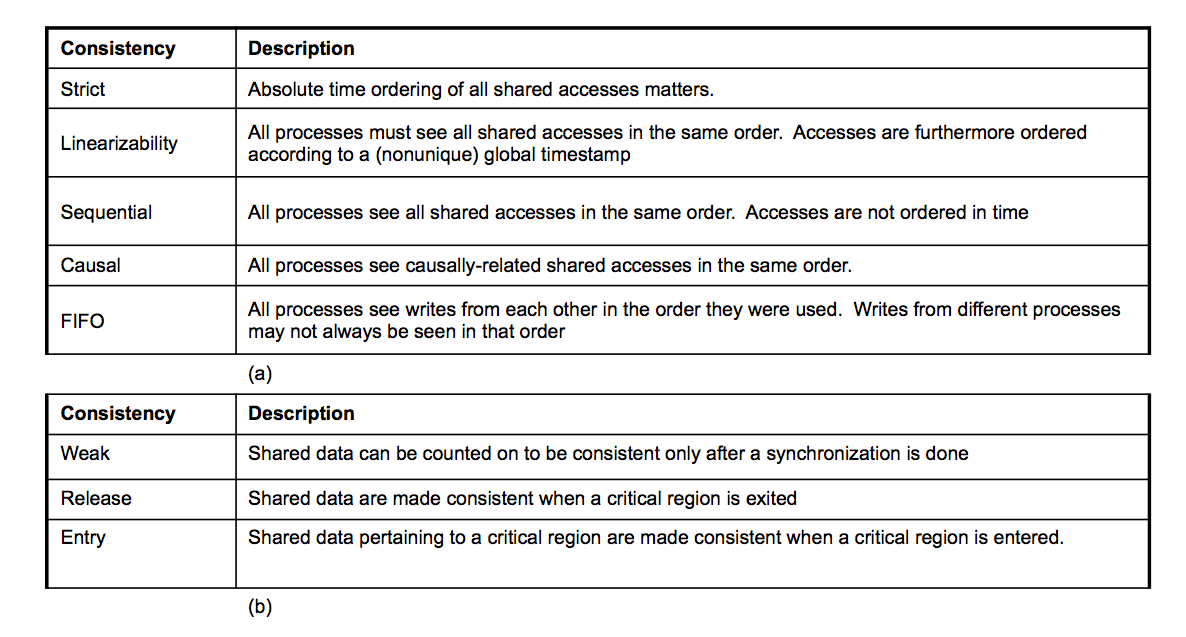 Consistency Description
Strict Absolute time ordering of all shared accesses matters.
Linearizability All processes must see all shared accesses in the same order.  Accesses are furthermore ordered
according to a (nonunique) global timestamp
Sequential All processes see all shared accesses in the same order.  Accesses are not ordered in time
Causal All processes see causally-related shared accesses in the same order.
FIFO All processes see writes from each other in the order they were used.  Writes from different processes
may not always be seen in that order
(a)
Consistency Description
Weak Shared data can be counted on to be consistent only after a synchronization is done
Release Shared data are made consistent when a critical region is exited
Entry Shared data pertaining to a critical region are made consistent when a critical region is entered.
(b)